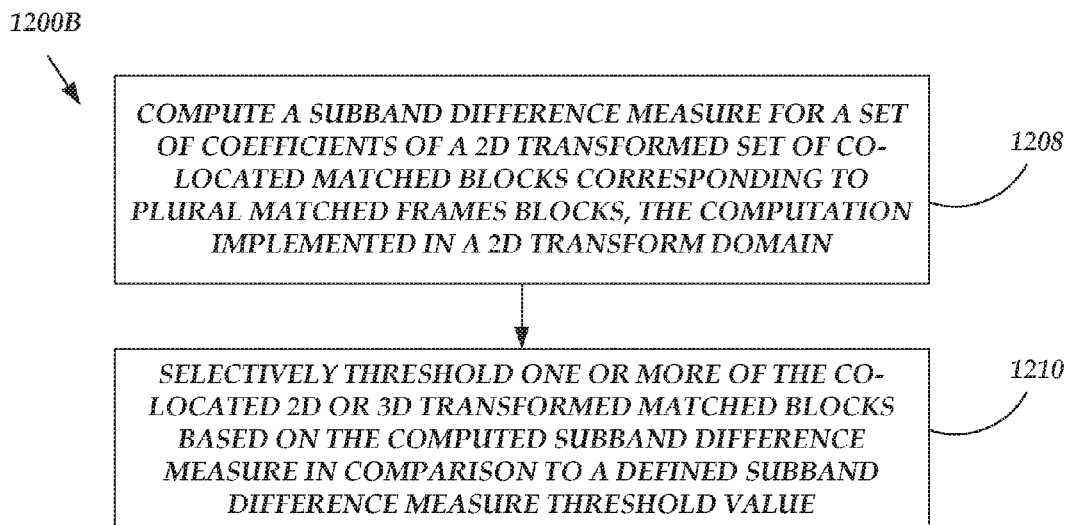 1200B
COMPUTE A SUBBAND DIFFERENCE MEASURE FOR A SET
OF COEFFICIENTS OF A 2D TRANSFORMED SET OF CO-
LOCATED MATCHED BLOCKS CORRESPONDING TO
PLURAL MATCHED FRAMES BLOCKS, THE COMPUTATION
IMPLEMENTED IN A 2D TRANSFORM DOMAIN
1208
SELECTIVELY THRESHOLD ONE OR MORE OF THE CO-
LOCATED 2D OR 3D TRANSFORMED MATCHED BLOCKS
BASED ON THE COMPUTED SUBBAND DIFFERENCE
MEASURE IN COMPARISON TO A DEFINED SUBBAND
DIFFERENCE MEASURE THRESHOLD VALUE
1210